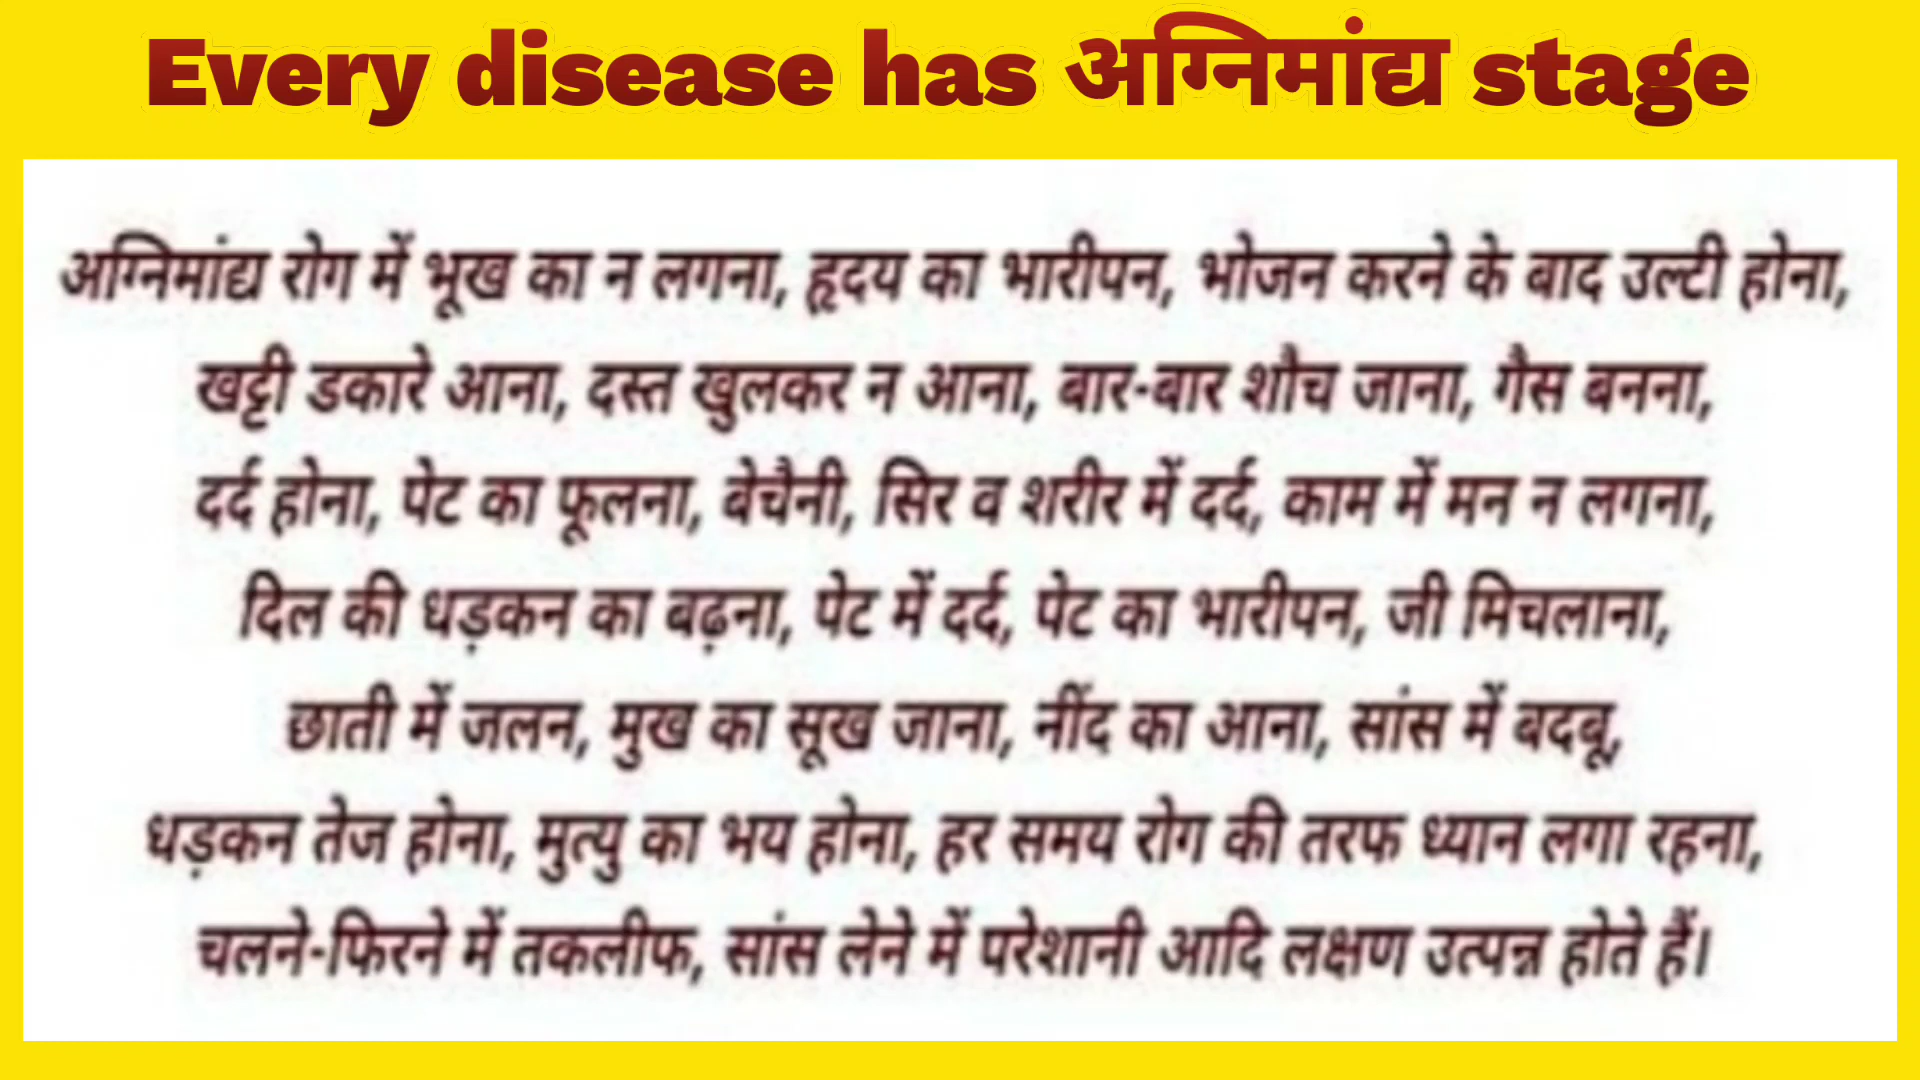 Every disease has अग्निमांद्य stage
अग्निमांद्य रोग में भूख का न लगना, हृदय का भारीपन, भोजन करने के बाद उल्टी होना,
खट्टी डकारे आना, दस्त खुलकर न आना, बार-बार शौच जाना, गैस बनना,
दर्द होना, पेट का फूलना, बेचैनी, सिर व शरीर में दर्द, काम में मन न लगना,
दिल की धड़कन का बढ़ना, पेट में दर्द, पेट का भारीपन, जी मिचलाना,
छाती में जलन, मुख का सूख जाना, नींद का आना, सांस में बदबू,
धड़कन तेज होना, मुत्यु का भय होना, हर समय रोग की तरफ ध्यान लगा रहना,
चलने-फिरने में तकलीफ, सांस लेने में परेशानी आदि लक्षण उत्पन्न होते हैं।